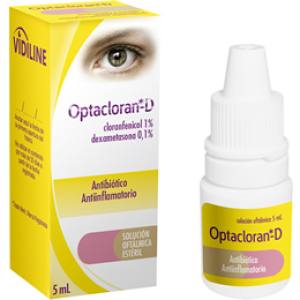 VIDILINE
Optacloran®-D
cloranfenicol 1%
dexametasona 0,1%
Antibiótico
Antiinflamatorio
SOLUCIÓN
OFTÁLMICA
ESTÉRIL
5 mL
solución oftálmica 5 mL
Optacloran®-D
Antibiótico
Antiinflamatorio